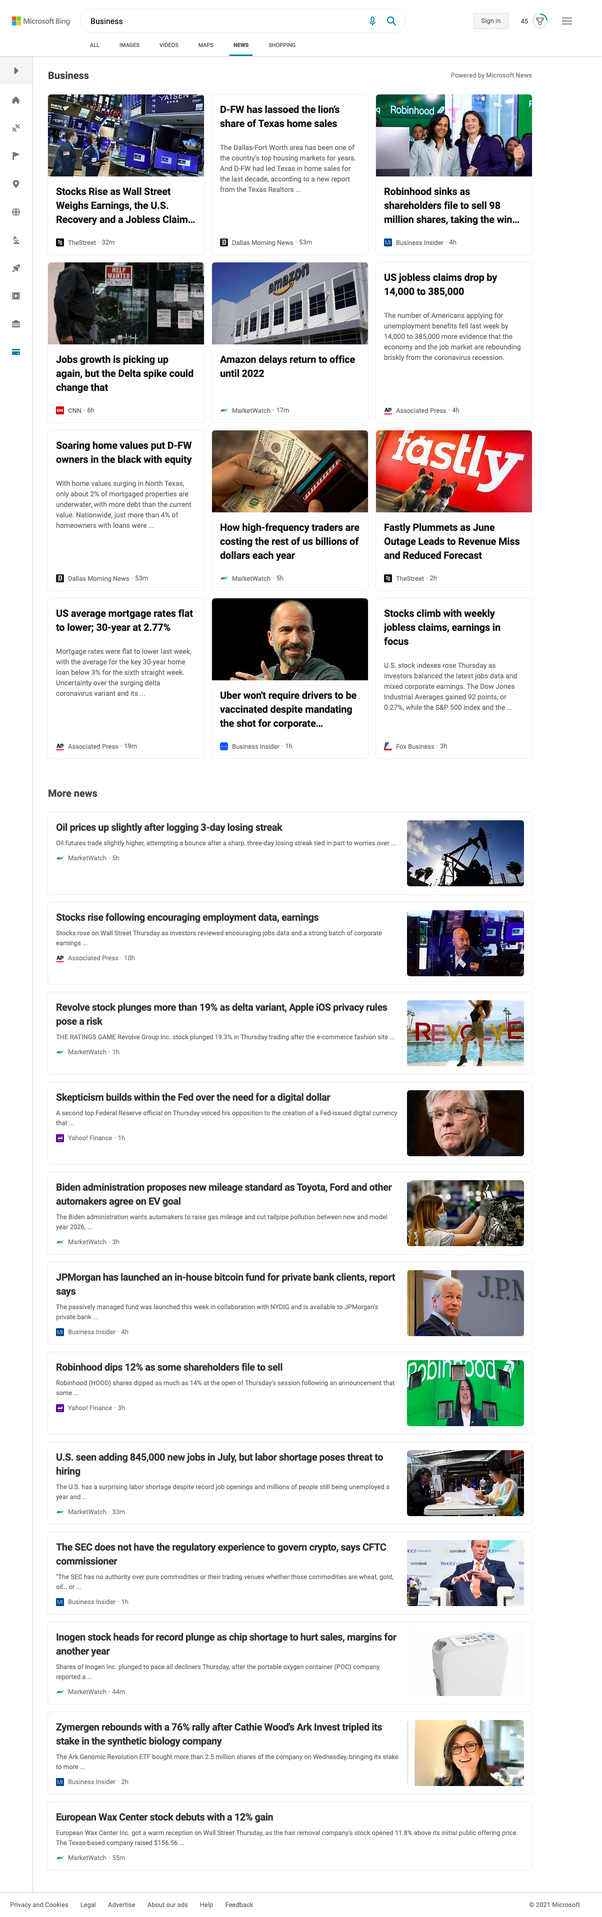 Microsoft Bing
Business
Sign in
45
ALL
IMAGES
VIDEOS
MAPS
NEWS
SHOPPING
Business
Powered by Microsoft News
Stocks Rise as Wall Street
Weighs Earnings, the U.S.
Recovery and a Jobless Claim...
TheStreet · 32m
D-FW has lassoed the lion's
share of Texas home sales
The Dallas-Fort Worth area has been one of
the country's top housing markets for years.
And D-FW had led Texas in home sales for
the last decade, according to a new report
from the Texas Realtors ...
Dallas Morning News · 53m
Robinhood
Robinhood sinks as
shareholders file to sell 98
million shares, taking the win...
Business Insider · 4h
HELP
WANTED
Jobs growth is picking up
again, but the Delta spike could
change that
CNN · 6h
amazon
Amazon delays return to office
until 2022
MarketWatch · 17m
US jobless claims drop by
14,000 to 385,000
The number of Americans applying for
unemployment benefits fell last week by
14,000 to 385,000 more evidence that the
economy and the job market are rebounding
briskly from the coronavirus recession.
AP Associated Press · 4h
Soaring home values put D-FW
owners in the black with equity
With home values surging in North Texas,
only about 2% of mortgaged properties are
underwater, with more debt than the current
value. Nationwide, just more than 4% of
homeowners with loans were ...
Dallas Morning News · 53m
How high-frequency traders are
costing the rest of us billions of
dollars each year
MarketWatch · 5h
fastly
Fastly Plummets as June
Outage Leads to Revenue Miss
and Reduced Forecast
TheStreet · 2h
US average mortgage rates flat
to lower; 30-year at 2.77%
Mortgage rates were flat to lower last week,
with the average for the key 30-year home
loan below 3% for the sixth straight week.
Uncertainty over the surging delta
coronavirus variant and its ...
AP Associated Press · 19m
Uber won't require drivers to be
vaccinated despite mandating
the shot for corporate...
Business Insider · 1h
Stocks climb with weekly
jobless claims, earnings in
focus
U.S. stock indexes rose Thursday as
investors balanced the latest jobs data and
mixed corporate earnings. The Dow Jones
Industrial Averages gained 92 points, or
0.27%, while the S&P 500 index and the ...
Fox Business · 3h
More news
Oil prices up slightly after logging 3-day losing streak
Oil futures trade slightly higher, attempting a bounce after a sharp, three-day losing streak tied in part to worries over ...
MarketWatch · 5h
Stocks rise following encouraging employment data, earnings
Stocks rose on Wall Street Thursday as investors reviewed encouraging jobs data and a strong batch of corporate
earnings ...
AP Associated Press · 10h
Revolve stock plunges more than 19% as delta variant, Apple iOS privacy rules
pose a risk
THE RATINGS GAME Revolve Group Inc. stock plunged 19.3% in Thursday trading after the e-commerce fashion site ...
MarketWatch · 1h
REVOLVE
Skepticism builds within the Fed over the need for a digital dollar
A second top Federal Reserve official on Thursday voiced his opposition to the creation of a Fed-issued digital currency
that ...
Yahoo! Finance · 1h
Biden administration proposes new mileage standard as Toyota, Ford and other
automakers agree on EV goal
The Biden administration wants automakers to raise gas mileage and cut tailpipe pollution between now and model
year 2026, ...
MarketWatch · 3h
JPMorgan has launched an in-house bitcoin fund for private bank clients, report
says
The passively managed fund was launched this week in collaboration with NYDIG and is available to JPMorgan's
private bank ...
Business Insider · 4h
J.P.M
Robinhood dips 12% as some shareholders file to sell
Robinhood (HOOD) shares dipped as much as 14% at the open of Thursday's session following an announcement that
some ...
Yahoo! Finance · 3h
U.S. seen adding 845,000 new jobs in July, but labor shortage poses threat to
hiring
The U.S. has a surprising labor shortage despite record job openings and millions of people still being unemployed a
year and ...
MarketWatch · 33m
The SEC does not have the regulatory experience to govern crypto, says CFTC
commissioner
"The SEC has no authority over pure commodities or their trading venues whether those commodities are wheat, gold,
oil... or ...
Business Insider · 1h
coindesk
Inogen stock heads for record plunge as chip shortage to hurt sales, margins for
another year
Shares of Inogen Inc. plunged to pace all decliners Thursday, after the portable oxygen container (POC) company
reported a ...
MarketWatch · 44m
Zymergen rebounds with a 76% rally after Cathie Wood's Ark Invest tripled its
stake in the synthetic biology company
The Ark Genomic Revolution ETF bought more than 2.5 million shares of the company on Wednesday, bringing its stake
to more ...
Business Insider · 2h
European Wax Center stock debuts with a 12% gain
European Wax Center Inc. got a warm reception on Wall Street Thursday, as the hair removal company's stock opened 11.8% above its initial public offering price.
The Texas-based company raised $156.56 ...
MarketWatch · 55m
Privacy and Cookies
Legal
Advertise
About our ads
Help
Feedback
© 2021 Microsoft